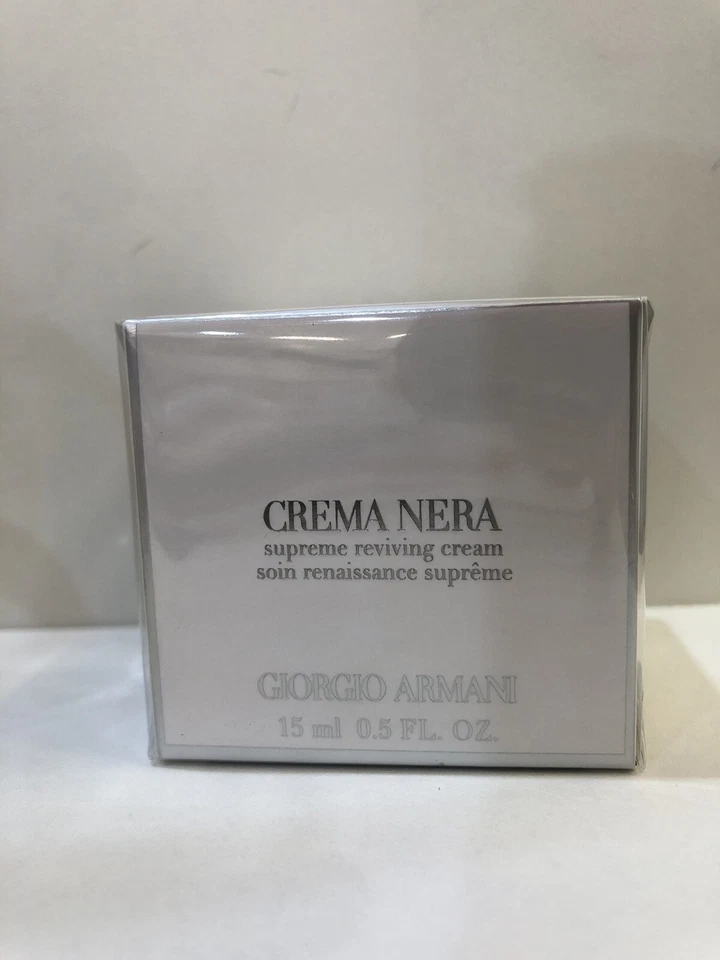 CREMA NERA
supreme reviving cream
soin renaissance suprême
GIORGIO ARMANI
15 ml 0.5 FL. OZ.